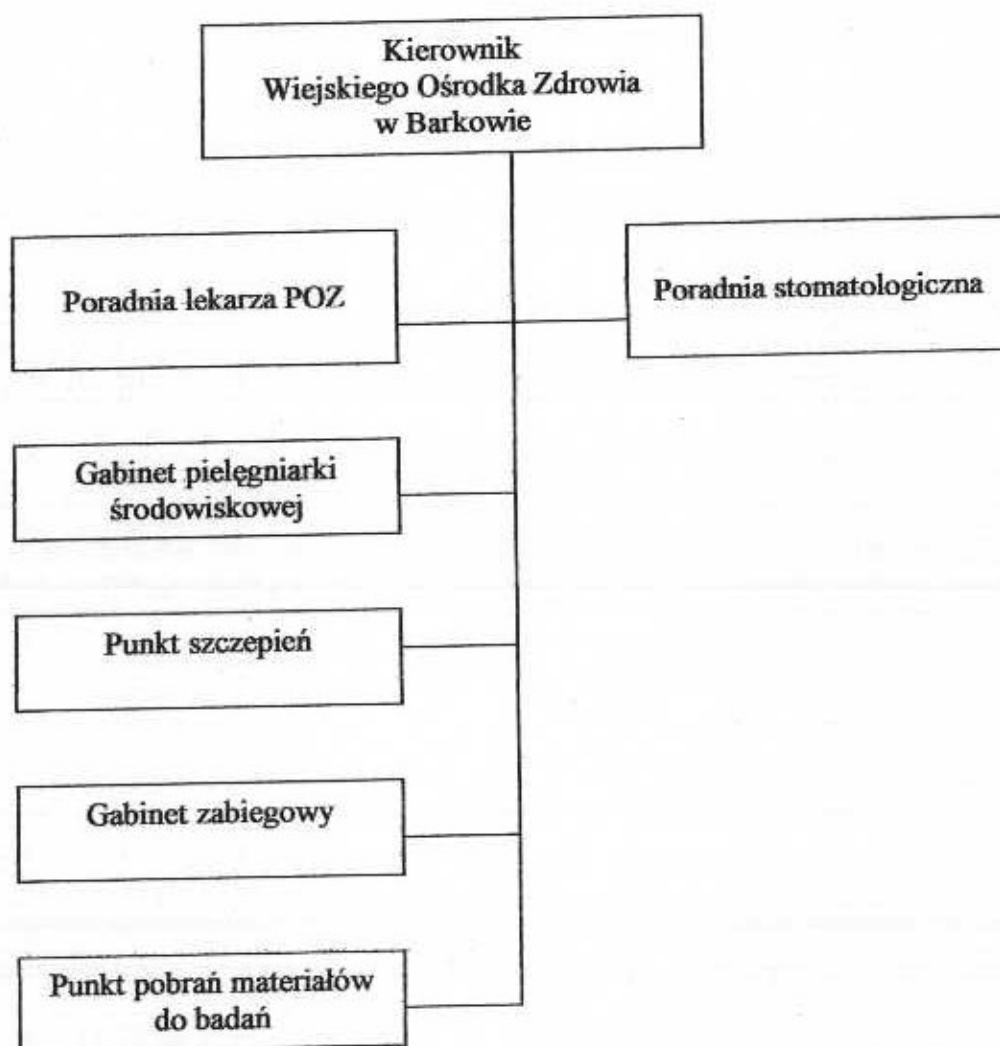 Kierownik
Wiejskiego Ośrodka Zdrowia
w Barkowie
Poradnia lekarza POZ
Poradnia stomatologiczna
Gabinet pielęgniarki
środowiskowej
Punkt szczepień
Gabinet zabiegowy
Punkt pobrań materiałów
do badań